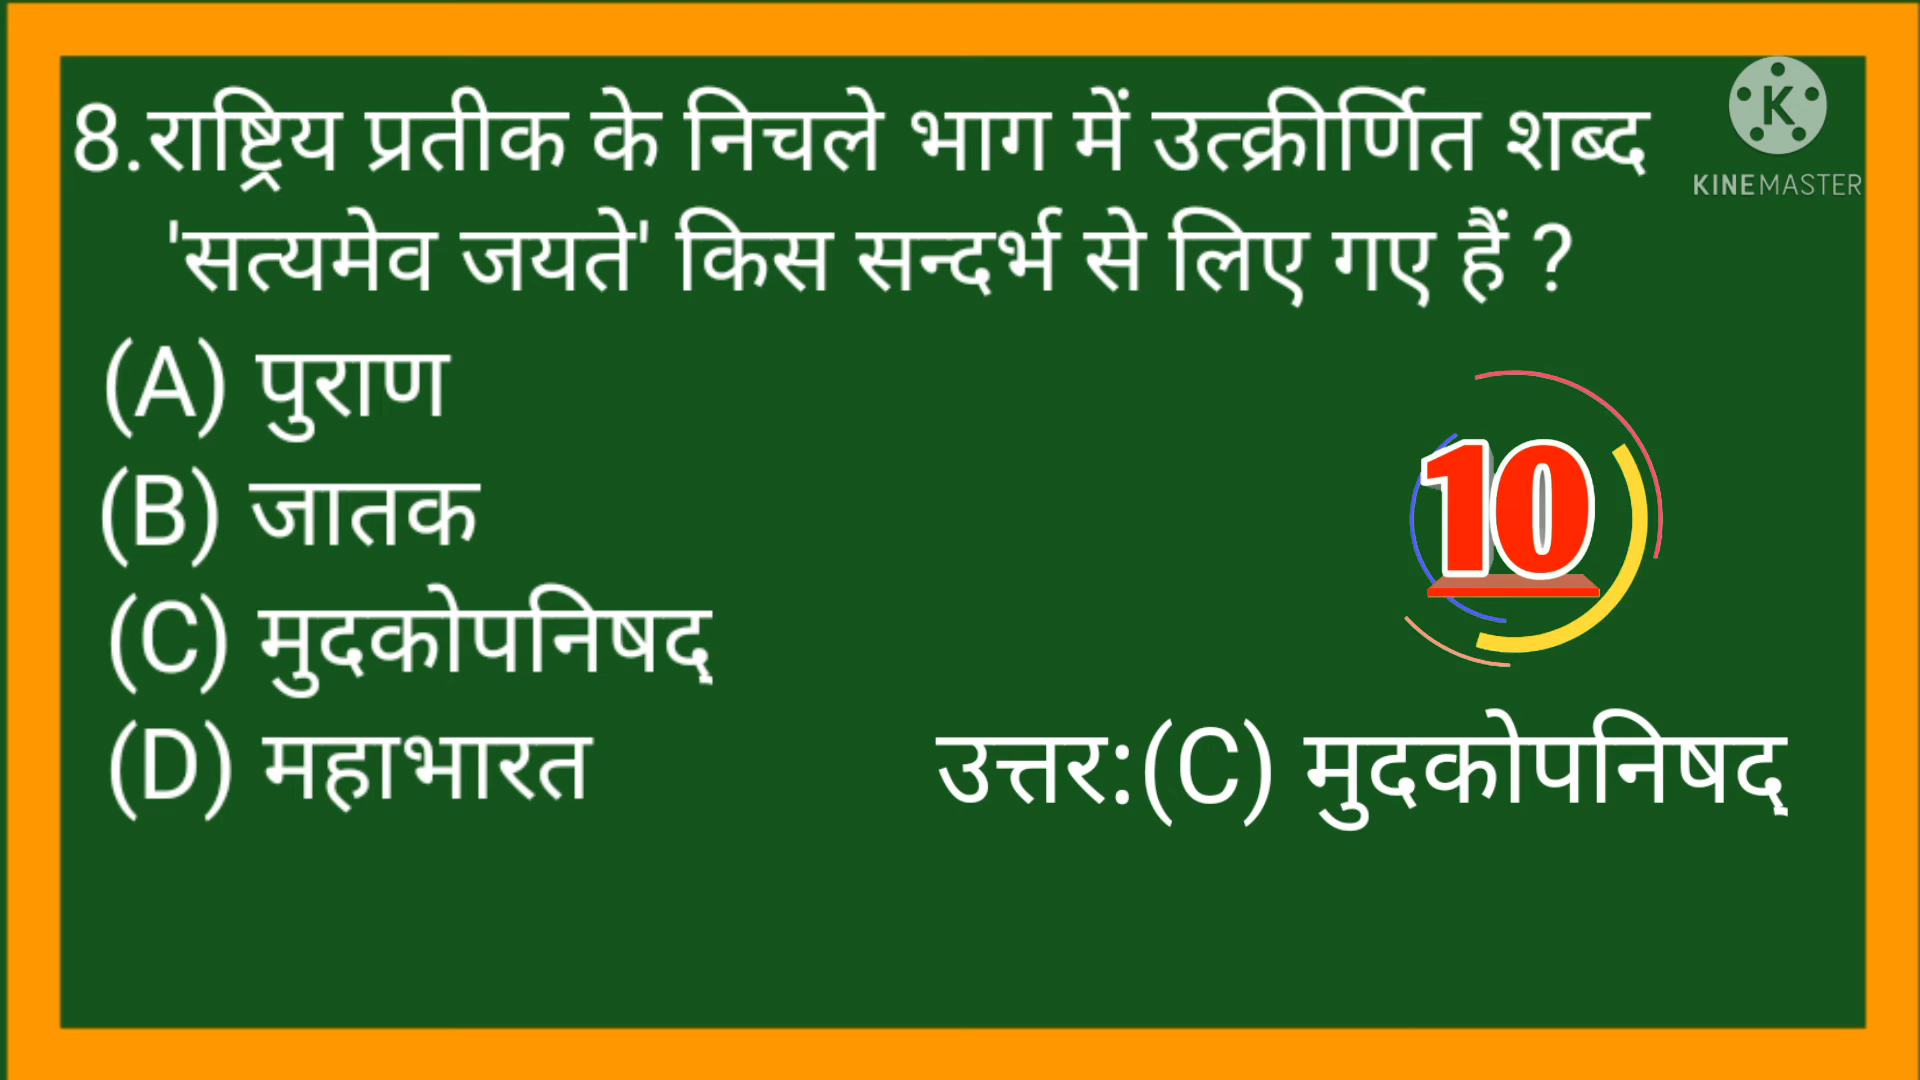 8.राष्ट्रिय प्रतीक के निचले भाग में उत्क्रीर्णित शब्द
'सत्यमेव जयते' किस सन्दर्भ से लिए गए हैं ?
(A) पुराण
(B) जातक
(C) मुदकोपनिषद्
(D) महाभारत
उत्तर:(C) मुदकोपनिषद्
10
K
KINEMASTER